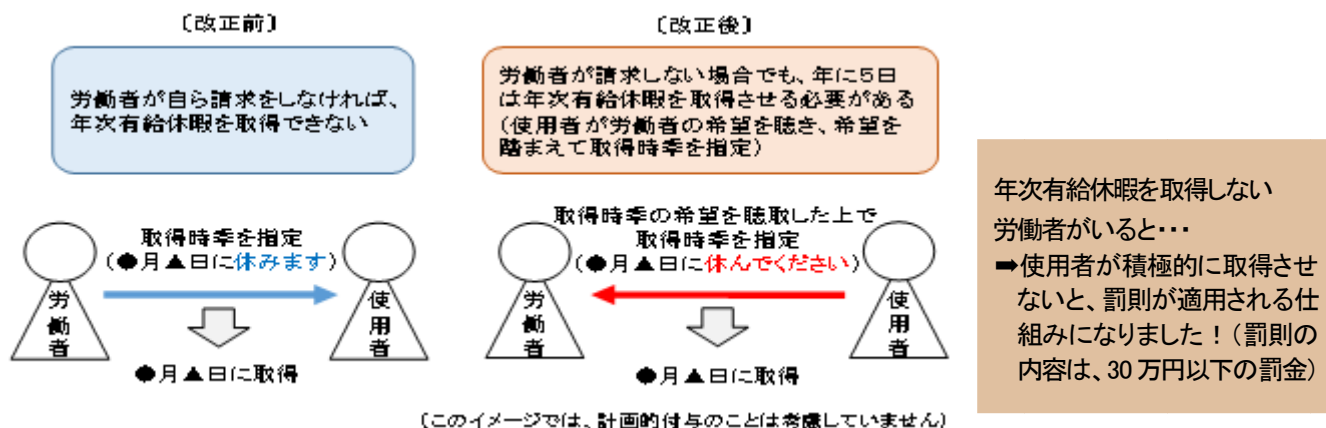 〔改正前〕
労働者が自ら請求をしなければ、
年次有給休暇を取得できない
取得時季を指定
(●月▲日に休みます)
労働者
使用者
●月▲日に取得
〔改正後〕
労働者が請求しない場合でも、年に5日
は年次有給休暇を取得させる必要がある
(使用者が労働者の希望を聴き、希望を
踏まえて取得時季を指定)
取得時季の希望を聴取した上で
取得時季を指定
(●月▲日に休んでください)
労働者
使用者
●月▲日に取得
(このイメージでは、計画的付与のことは考慮していません)
年次有給休暇を取得しない
労働者がいると・・・
➡使用者が積極的に取得させ
ないと、罰則が適用される仕
組みになりました!(罰則の
内容は、30万円以下の罰金)